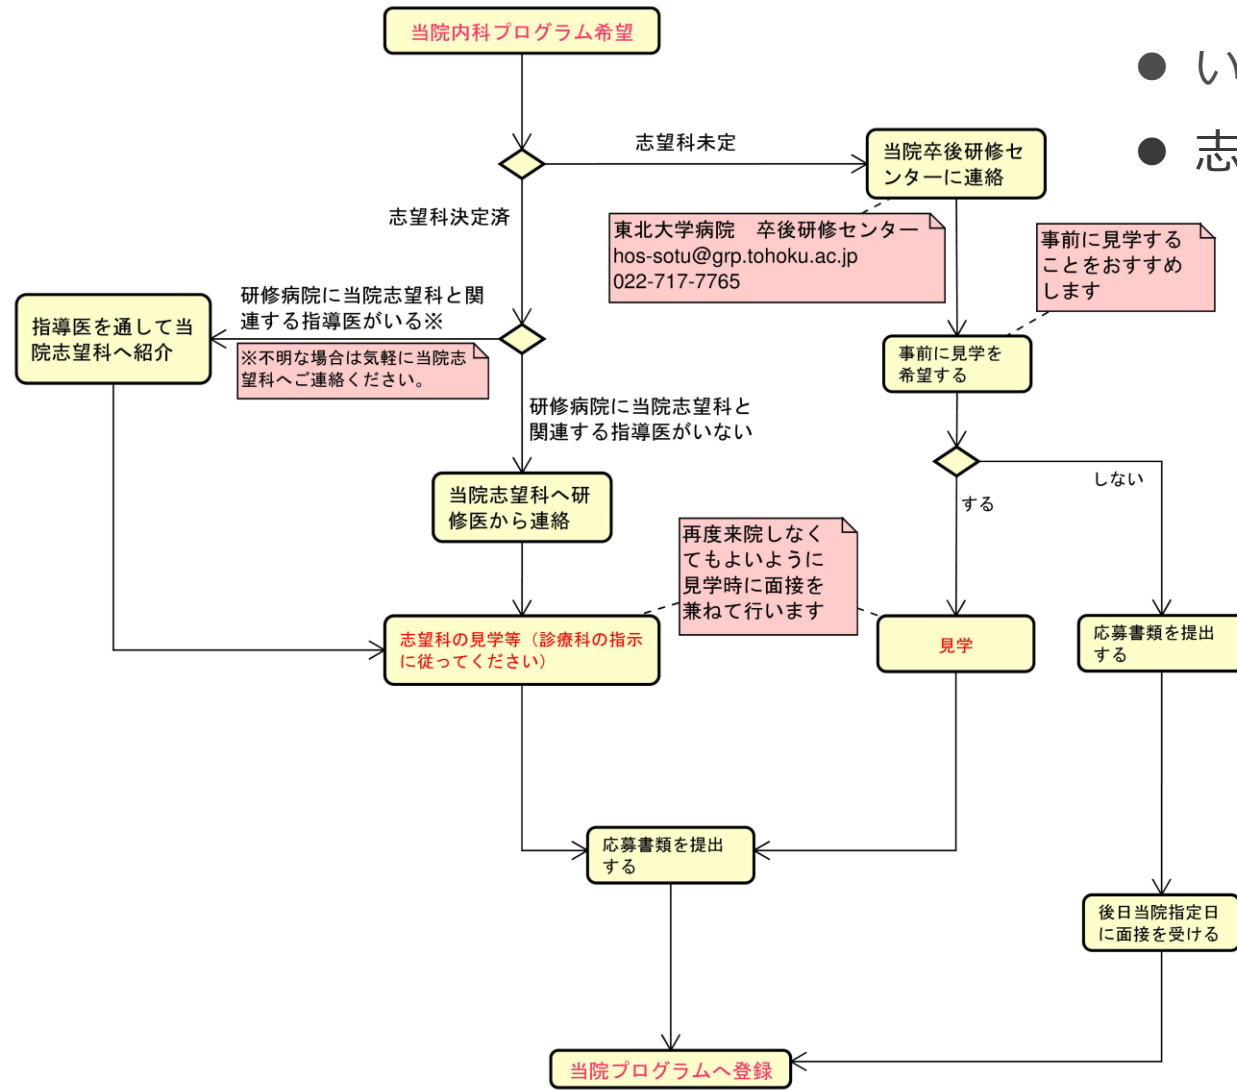 当院内科プログラム希望
● い
● 志
志望科未定
当院卒後研修セ
ンターに連絡
志望科決定済
東北大学病院　卒後研修センター
hos-sotu@grp.tohoku.ac.jp
022-717-7765
事前に見学する
ことをおすすめ
します
研修病院に当院志望科と関
連する指導医がいる※
指導医を通して当
院志望科へ紹介
※不明な場合は気軽に当院志
望科へご連絡ください。
事前に見学を
希望する
研修病院に当院志望科と
関連する指導医がいない
しない
する
当院志望科へ研
修医から連絡
再度来院しなく
てもよいように
見学時に面接を
兼ねて行います
志望科の見学等（診療科の指示
に従ってください）
見学
応募書類を提出
する
応募書類を提出
する
後日当院指定日
に面接を受ける
当院プログラムへ登録